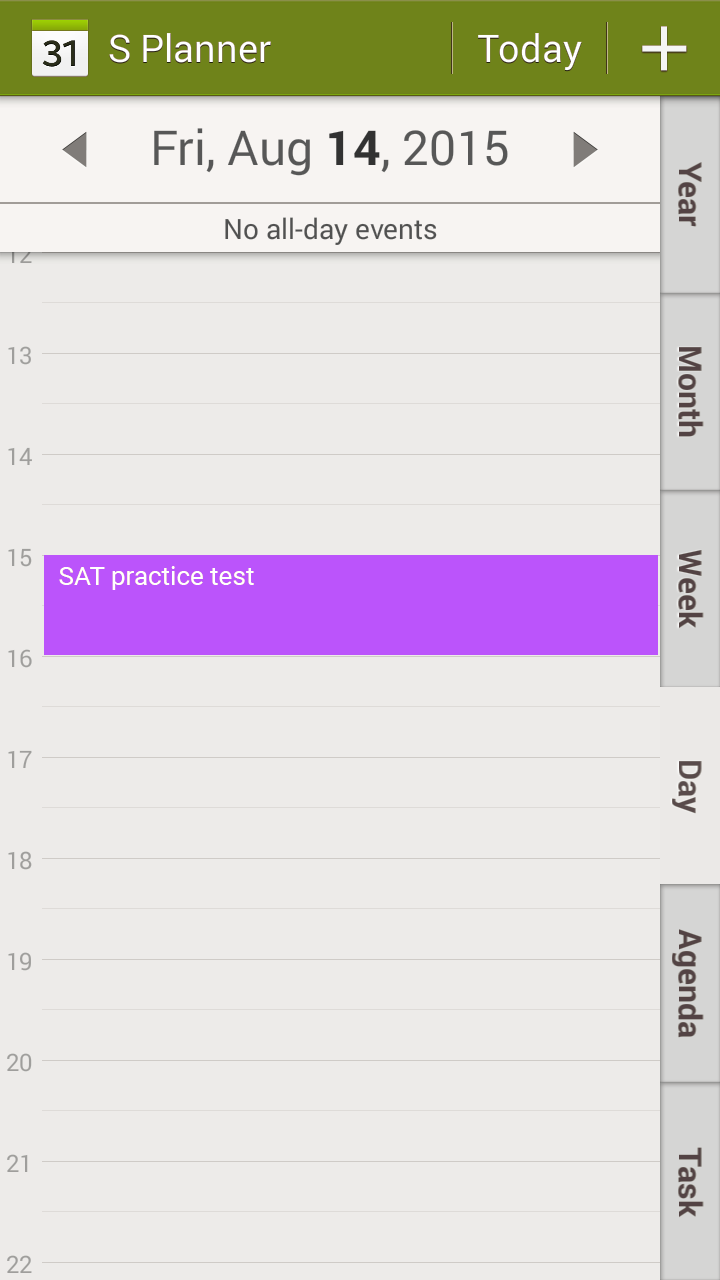 31 S Planner Today
Fri, Aug 14, 2015
No all-day events
12
13
14
15
SAT practice test
16
17
18
19
20
21
22
Year
Month
Week
Day
Agenda
Task